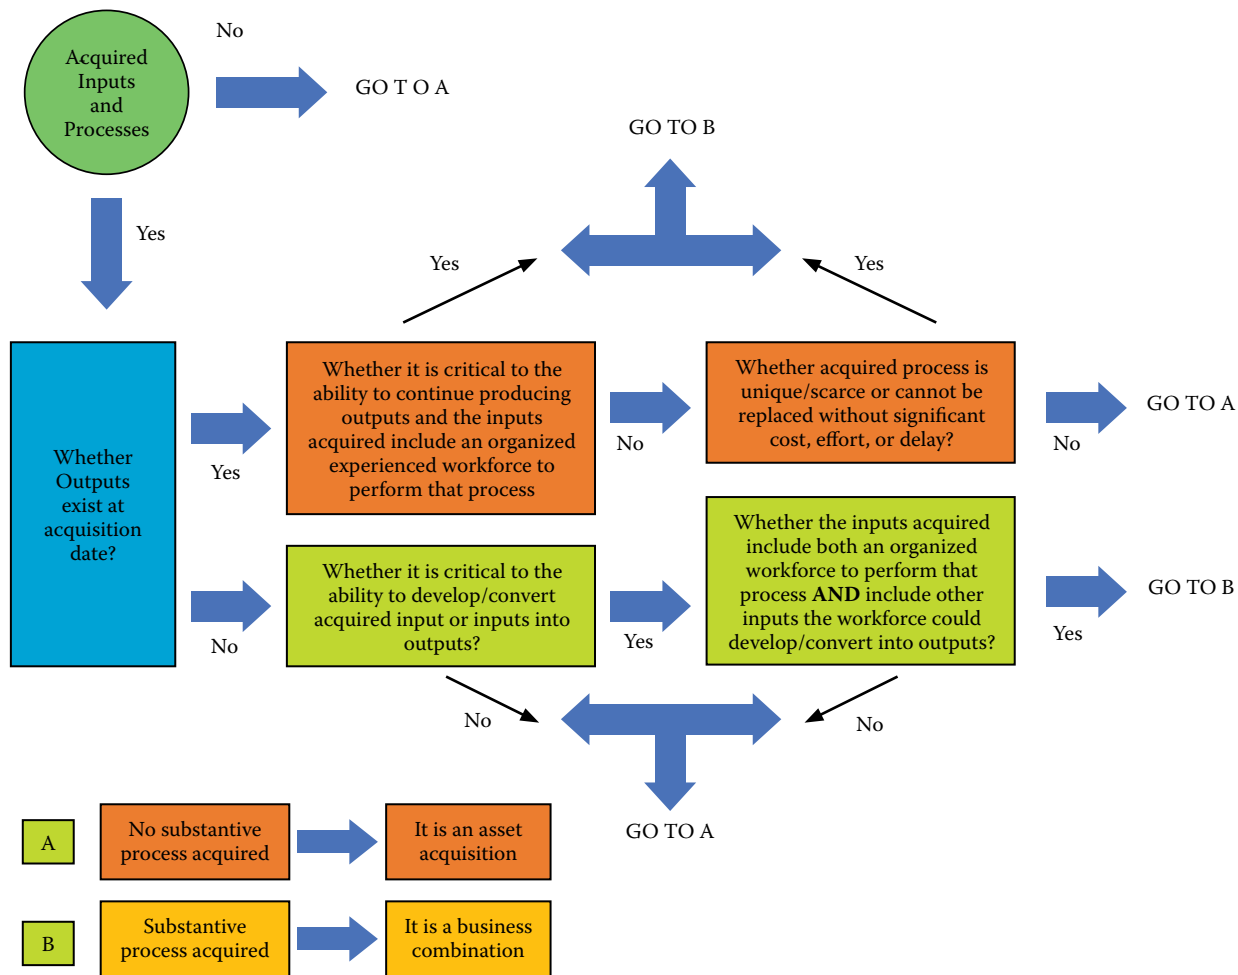 No
Acquired
Inputs
and
Processes
GO T O A
GO TO B
Yes
Yes
Yes
Whether
Outputs
exist at
acquisition
date?
Yes
Whether it is critical to the
ability to continue producing
outputs and the inputs
acquired include an organized
experienced workforce to
perform that process
No
Whether acquired process is
unique/scarce or cannot be
replaced without significant
cost, effort, or delay?
No
GO TO A
No
Whether it is critical to the
ability to develop/convert
acquired input or inputs into
outputs?
Yes
Whether the inputs acquired
include both an organized
workforce to perform that
process AND include other
inputs the workforce could
develop/convert into outputs?
Yes
GO TO B
No
No
GO TO A
A
No substantive
process acquired
It is an asset
acquisition
B
Substantive
process acquired
It is a business
combination